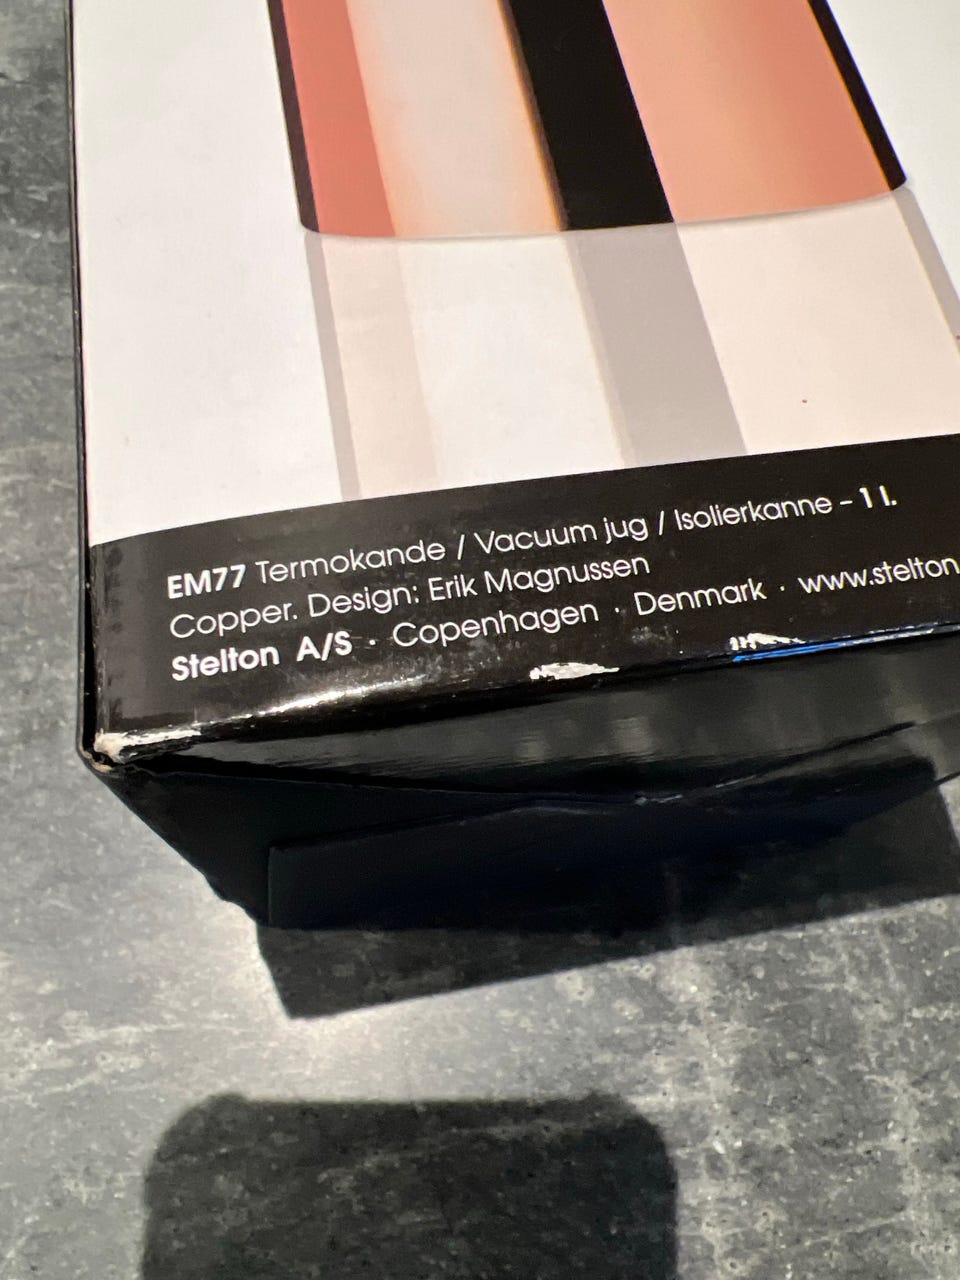 EM77 Termokande / Vacuum jug / Isolierkanne – 1 l.
Copper. Design: Erik Magnussen
Stelton A/S · Copenhagen · Denmark · www.stelton